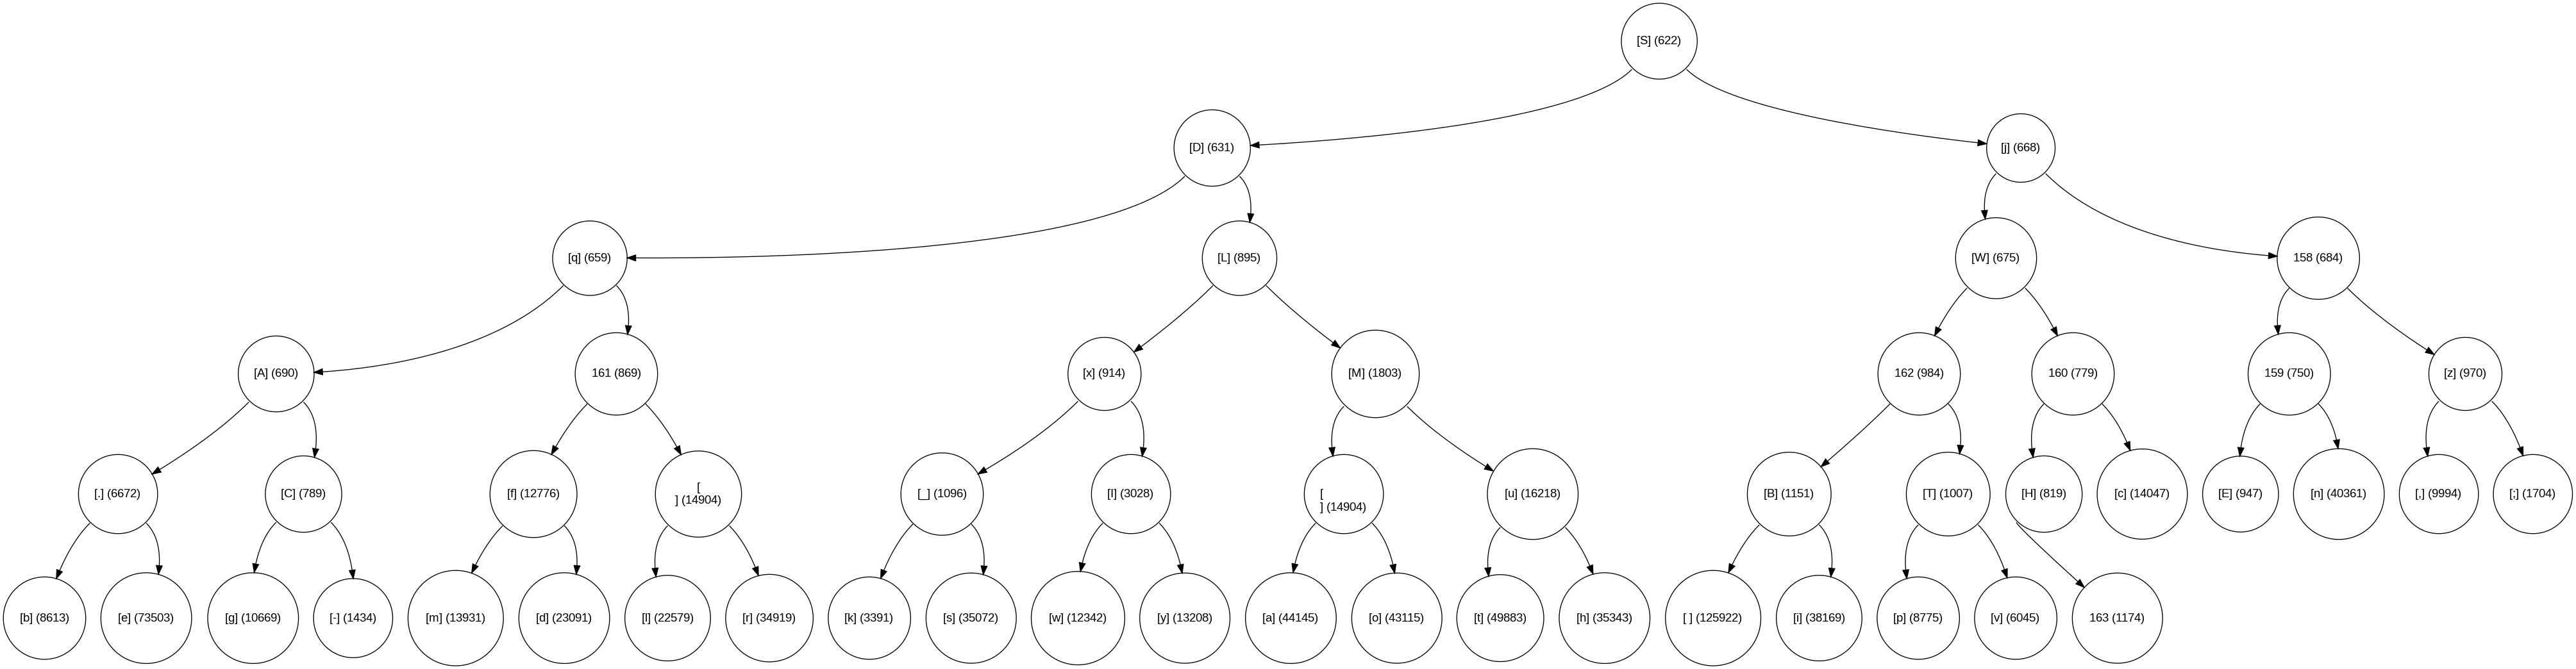 [S] (622)
[D] (631)
[j] (668)
[q] (659)
[L] (895)
[W] (675)
158 (684)
[A] (690)
161 (869)
[x] (914)
[M] (1803)
162 (984)
160 (779)
159 (750)
[z] (970)
[.] (6672)
[C] (789)
[f] (12776)
[
] (14904)
[_] (1096)
[I] (3028)
[
] (14904)
[u] (16218)
[B] (1151)
[T] (1007)
[H] (819)
[c] (14047)
[E] (947)
[n] (40361)
[,] (9994)
[;] (1704)
[b] (8613)
[e] (73503)
[g] (10669)
[-] (1434)
[m] (13931)
[d] (23091)
[l] (22579)
[r] (34919)
[k] (3391)
[s] (35072)
[w] (12342)
[y] (13208)
[a] (44145)
[o] (43115)
[t] (49883)
[h] (35343)
[ ] (125922)
[i] (38169)
[p] (8775)
[v] (6045)
163 (1174)